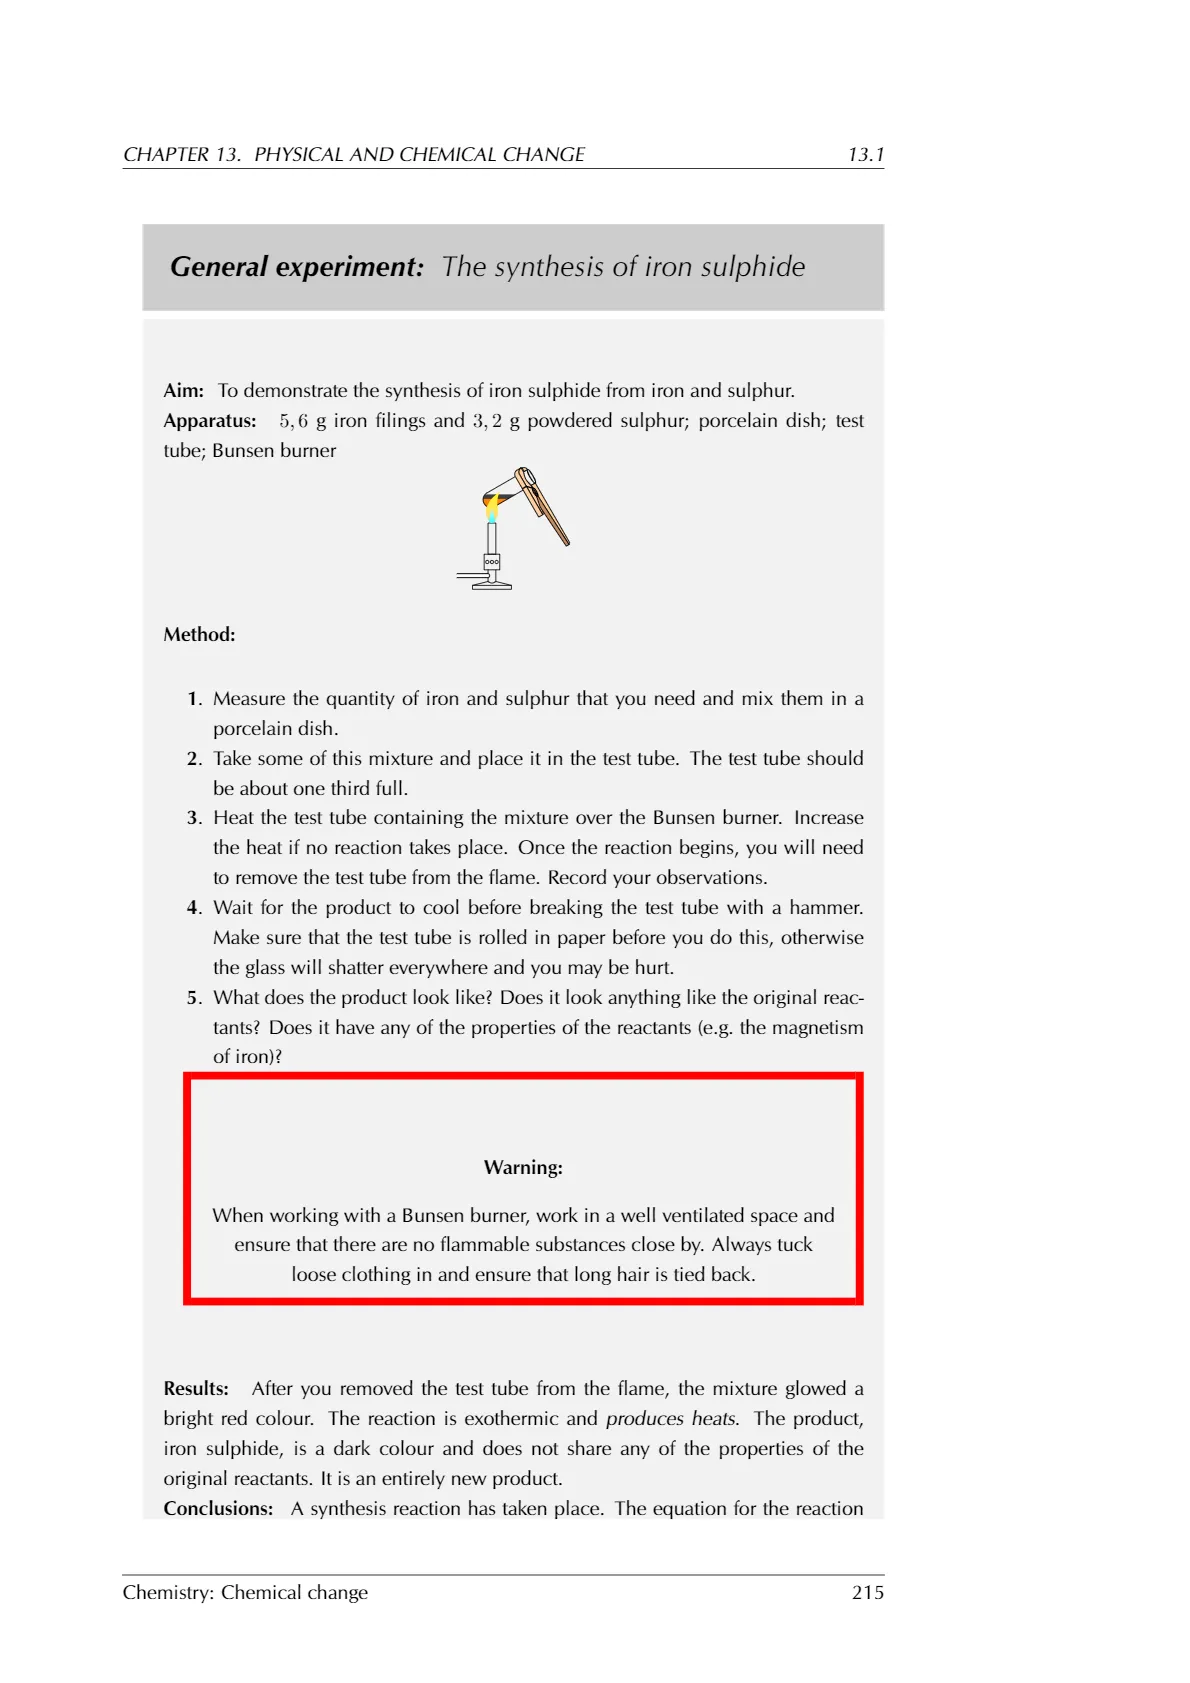 CHAPTER 13. PHYSICAL AND CHEMICAL CHANGE 13.1
General experiment: The synthesis of iron sulphide
Aim: To demonstrate the synthesis of iron sulphide from iron and sulphur.
Apparatus: 5, 6 g iron filings and 3, 2 g powdered sulphur; porcelain dish; test
tube; Bunsen burner
Method:
1. Measure the quantity of iron and sulphur that you need and mix them in a
porcelain dish.
2. Take some of this mixture and place it in the test tube. The test tube should
be about one third full.
3. Heat the test tube containing the mixture over the Bunsen burner. Increase
the heat if no reaction takes place. Once the reaction begins, you will need
to remove the test tube from the flame. Record your observations.
4. Wait for the product to cool before breaking the test tube with a hammer.
Make sure that the test tube is rolled in paper before you do this, otherwise
the glass will shatter everywhere and you may be hurt.
5. What does the product look like? Does it look anything like the original reac-
tants? Does it have any of the properties of the reactants (e.g. the magnetism
of iron)?
Warning:
When working with a Bunsen burner, work in a well ventilated space and
ensure that there are no flammable substances close by. Always tuck
loose clothing in and ensure that long hair is tied back.
Results: After you removed the test tube from the flame, the mixture glowed a
bright red colour. The reaction is exothermic and produces heats. The product,
iron sulphide, is a dark colour and does not share any of the properties of the
original reactants. It is an entirely new product.
Conclusions: A synthesis reaction has taken place. The equation for the reaction
Chemistry: Chemical change 215